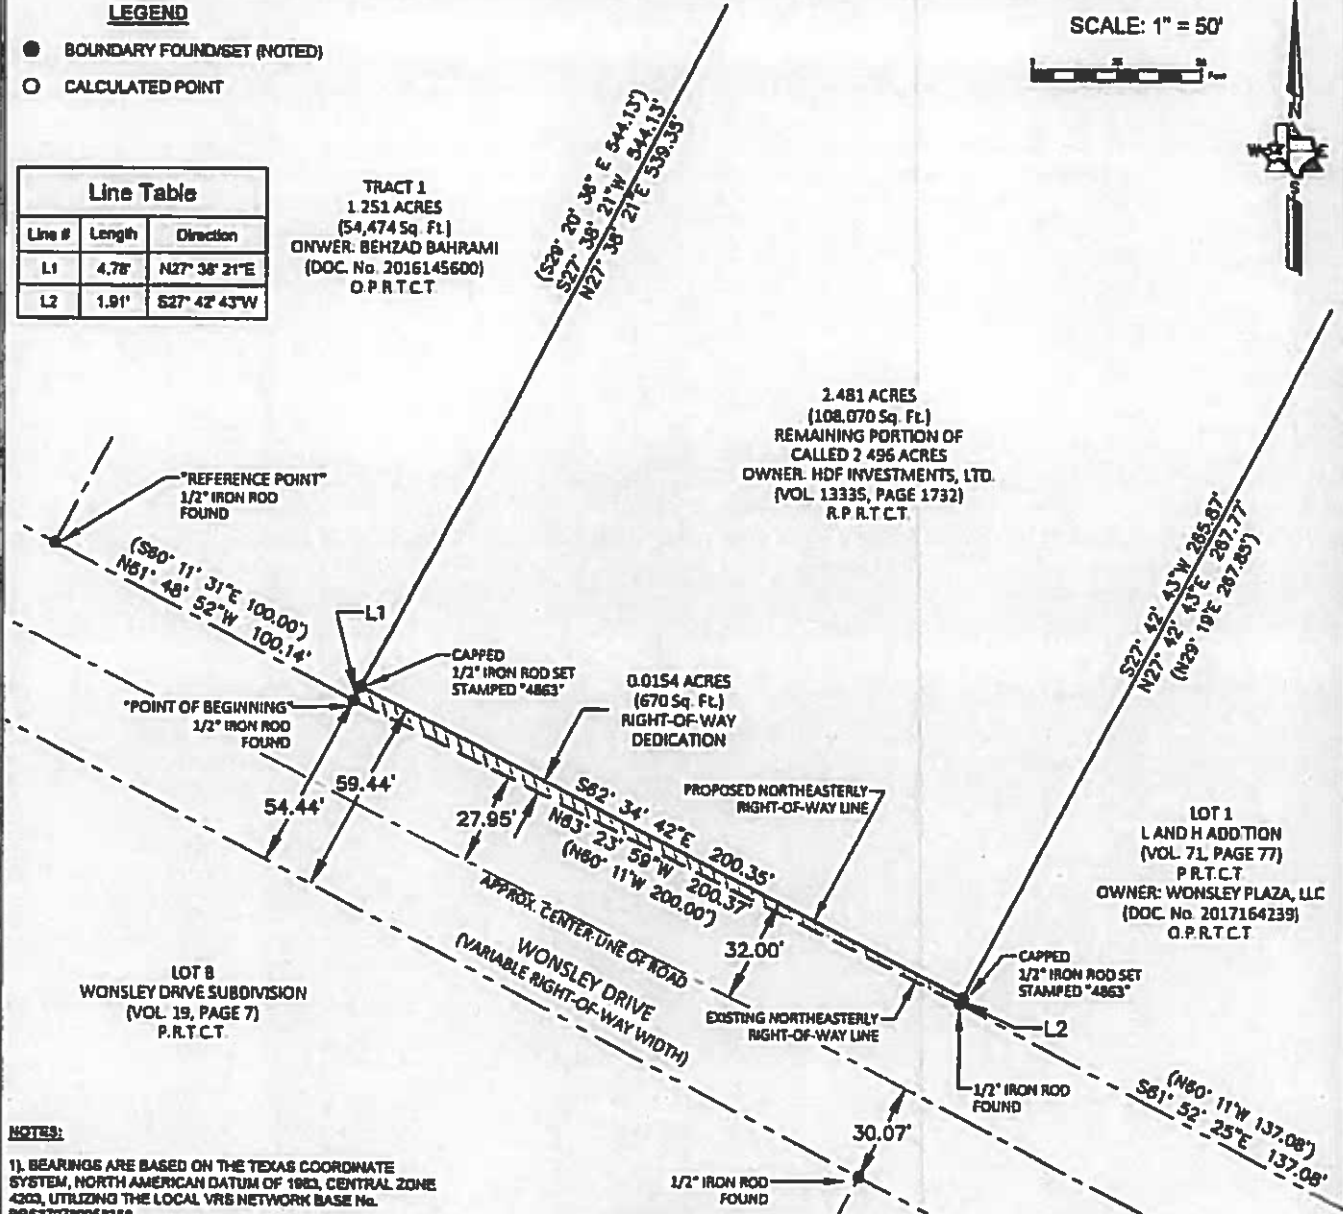 LEGEND
BOUNDARY FOUND/SET (NOTED)
CALCULATED POINT
SCALE: 1" = 50'
Line Table
Line # Length Direction
L1 4.78' N27° 38' 21"E
L2 1.91' S27° 42' 43"W
TRACT 1
1.251 ACRES
(54,474 Sq. Ft.)
ONWER: BEHZAD BAHRAMI
(DOC. No. 2016145600)
O.P.R.T.C.T.
(S29° 20' 36" E 544.13')
S27° 38' 21"W 544.13'
N27° 38' 21"E 539.35'
W
E
S
2.481 ACRES
(108,070 Sq. Ft.)
REMAINING PORTION OF
CALLED 2.496 ACRES
OWNER: HDF INVESTMENTS, LTD.
(VOL. 13335, PAGE 1732)
R.P.R.T.C.T.
"REFERENCE POINT"
1/2" IRON ROD
FOUND
(S60° 11' 31"E 100.00')
N61° 48' 52"W 100.14'
L1
CAPPED
1/2" IRON ROD SET
STAMPED "4863"
"POINT OF BEGINNING"
1/2" IRON ROD
FOUND
0.0154 ACRES
(670 Sq. Ft.)
RIGHT-OF-WAY
DEDICATION
S27° 42' 43"W 265.87'
N27° 42' 43"E 267.77'
(N29° 19'E 267.85')
54.44'
59.44'
27.95'
S62° 34' 42"E 200.35'
N63° 23' 59"W 200.37'
(N60° 11'W 200.00')
PROPOSED NORTHEASTERLY
RIGHT-OF-WAY LINE
LOT 1
L AND H ADDITION
(VOL. 71, PAGE 77)
P.R.T.C.T.
OWNER: WONSLEY PLAZA, LLC
(DOC. No. 2017164239)
O.P.R.T.C.T.
APPROX. CENTER LINE OF ROAD
WONSLEY DRIVE
(VARIABLE RIGHT-OF-WAY WIDTH)
32.00'
LOT B
WONSLEY DRIVE SUBDIVISION
(VOL. 19, PAGE 7)
P.R.T.C.T.
EXISTING NORTHEASTERLY
RIGHT-OF-WAY LINE
CAPPED
1/2" IRON ROD SET
STAMPED "4863"
L2
1/2" IRON ROD
FOUND
(N60° 11'W 137.08')
S61° 52' 25"E 137.08'
30.07'
1/2" IRON ROD
FOUND
NOTES:
1). BEARINGS ARE BASED ON THE TEXAS COORDINATE
SYSTEM, NORTH AMERICAN DATUM OF 1983, CENTRAL ZONE
4203, UTILIZING THE LOCAL VRS NETWORK BASE No.